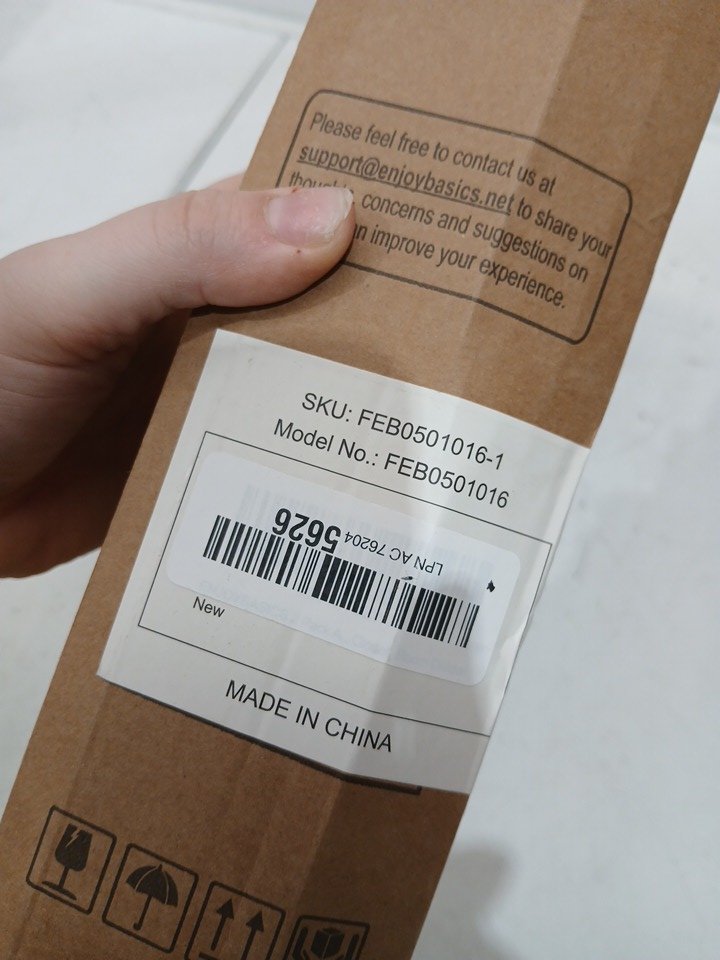 Please feel free to contact us at
support@enjoybasics.net to share your
concerns and suggestions on
improve your experience.
SKU: FEB0501016-1
Model No.: FEB0501016
LPN AC 76204 5626
New
MADE IN CHINA